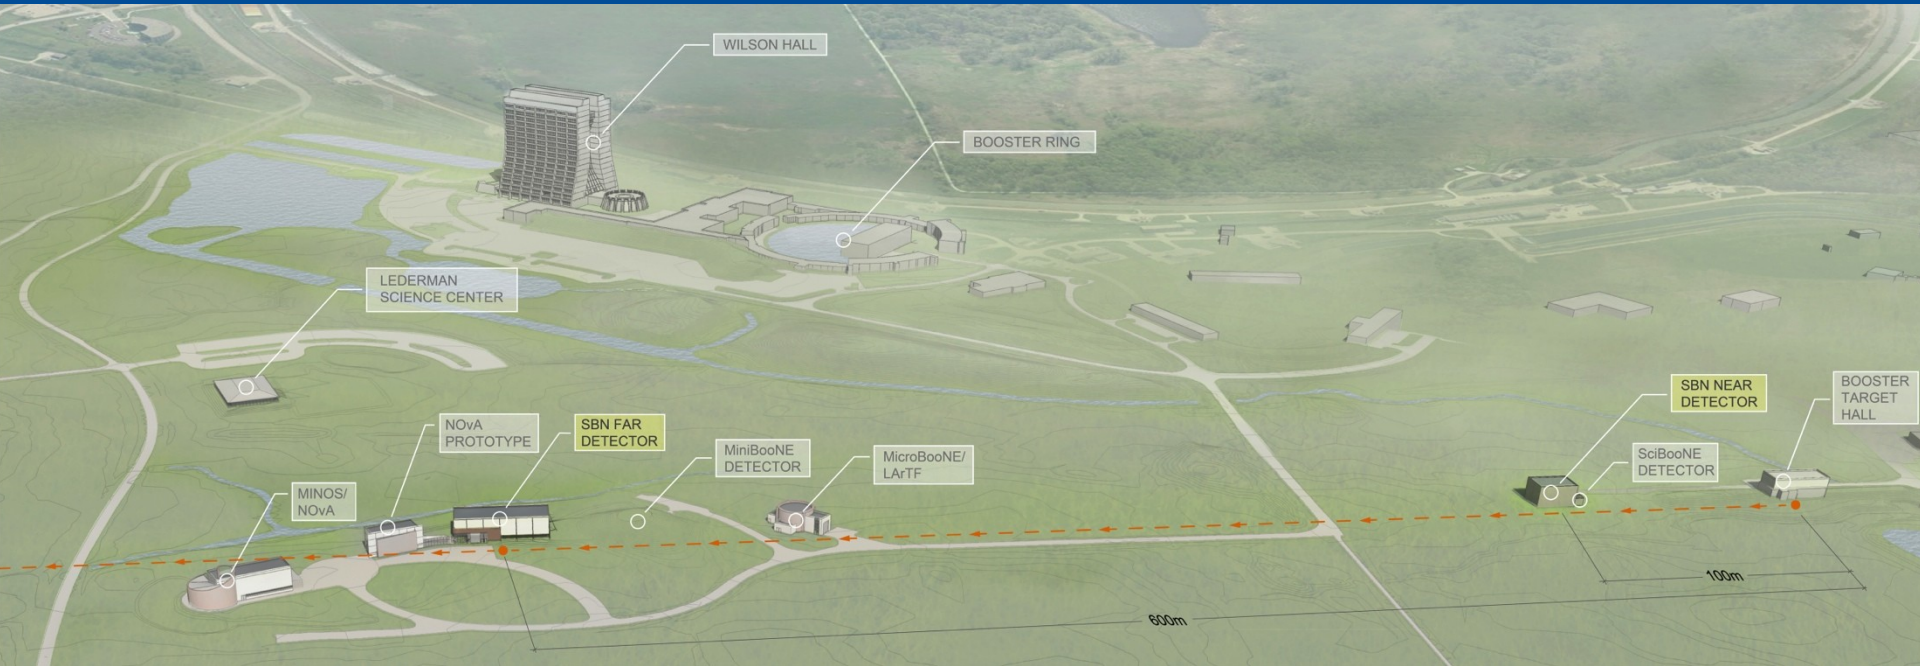 WILSON HALL
BOOSTER RING
LEDERMAN
SCIENCE CENTER
SBN NEAR
DETECTOR
BOOSTER
TARGET
HALL
NOvA
PROTOTYPE
SBN FAR
DETECTOR
MiniBooNE
DETECTOR
MicroBooNE/
LArTF
SciBooNE
DETECTOR
MINOS/
NOvA
100m
600m